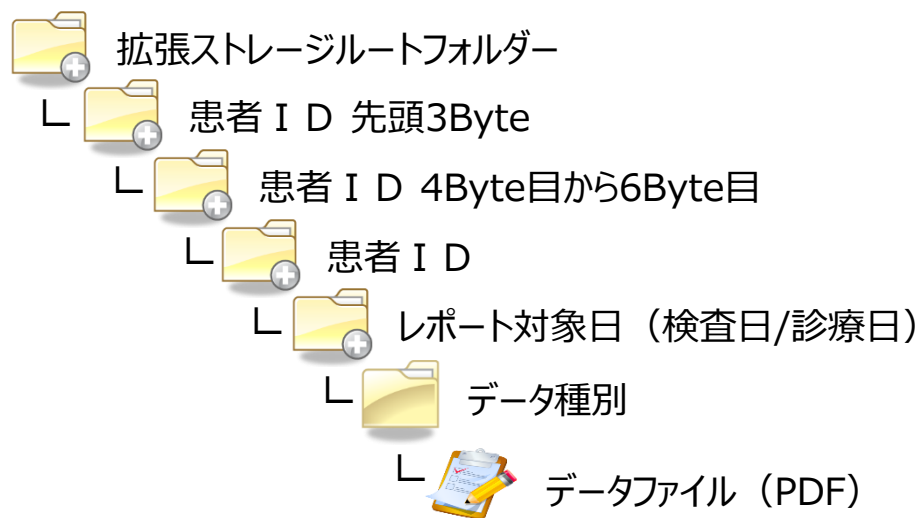 拡張ストレージルートフォルダー
患者ＩＤ 先頭3Byte
患者ＩＤ 4Byte目から6Byte目
患者ＩＤ
レポート対象日（検査日/診療日）
データ種別
データファイル（PDF）